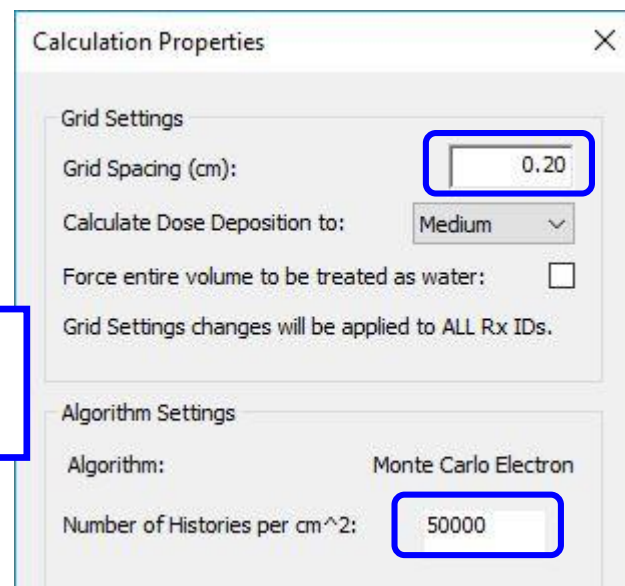 Calculation Properties
Grid Settings
Grid Spacing (cm): 0.20
Calculate Dose Deposition to: Medium
Force entire volume to be treated as water:
Grid Settings changes will be applied to ALL Rx IDs.
Algorithm Settings
Algorithm: Monte Carlo Electron
Number of Histories per cm^2: 50000